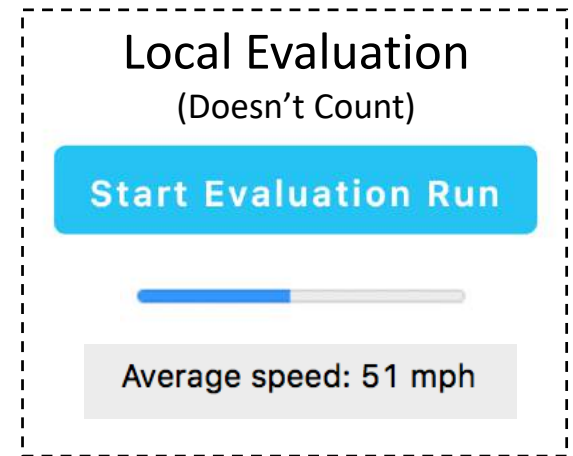 Local Evaluation
(Doesn’t Count)
Start Evaluation Run
Average speed: 51 mph